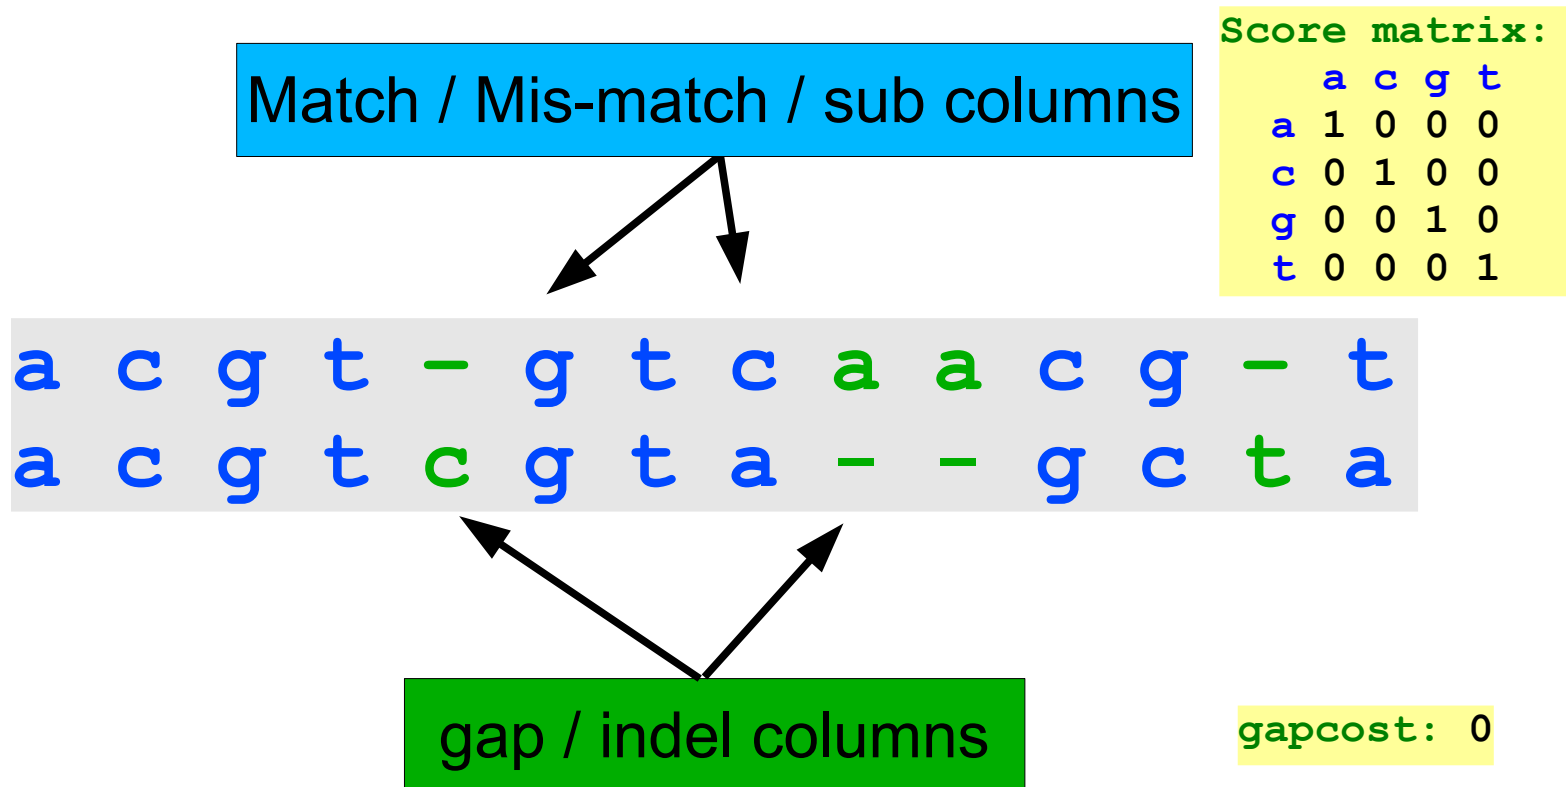 Score matrix:
a c g t
a 1 0 0 0
c 0 1 0 0
g 0 0 1 0
t 0 0 0 1
Match / Mis-match / sub columns
a c g t - g t c a a c g - t
a c g t c g t a - - g c t a
gap / indel columns
gapcost: 0